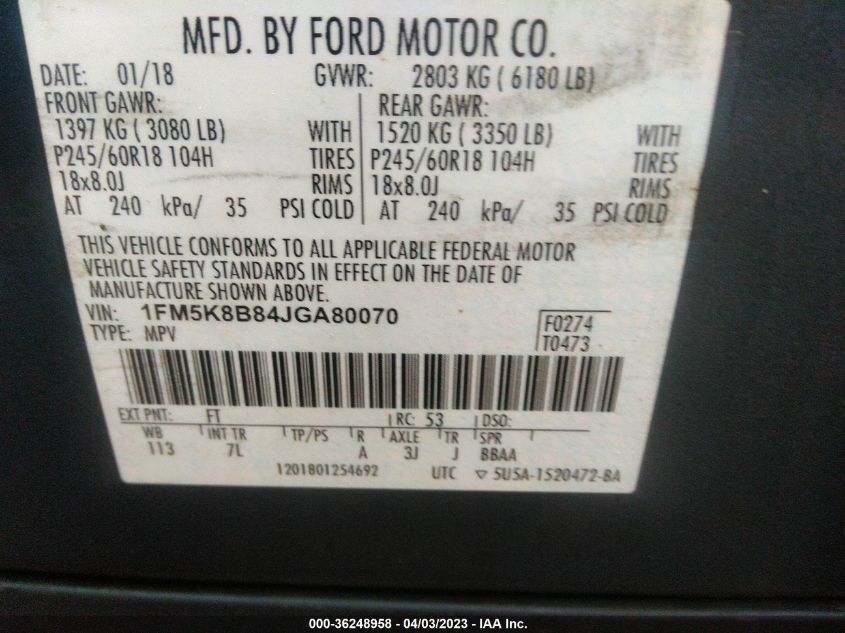 MFD. BY FORD MOTOR CO.
DATE: 01/18 GVWR: 2803 KG ( 6180 LB)
FRONT GAWR: REAR GAWR:
1397 KG ( 3080 LB) WITH 1520 KG ( 3350 LB) WITH
P245/60R18 104H TIRES P245/60R18 104H TIRES
18x8.0J RIMS 18x8.0J RIMS
AT 240 kPa/ 35 PSI COLD AT 240 kPa/ 35 PSI COLD
THIS VEHICLE CONFORMS TO ALL APPLICABLE FEDERAL MOTOR
VEHICLE SAFETY STANDARDS IN EFFECT ON THE DATE OF
MANUFACTURE SHOWN ABOVE.
VIN: 1FM5K8B84JGA80070 F0274
TYPE: MPV T0473
EXT PNT: FT RC: 53 DSO:
WB INT TR TP/PS R AXLE TR SPR
113 7L A 3J J BBAA
1201801254692 UTC ▽ 5U5A-1520472-BA
000-36248958 - 04/03/2023 - IAA Inc.